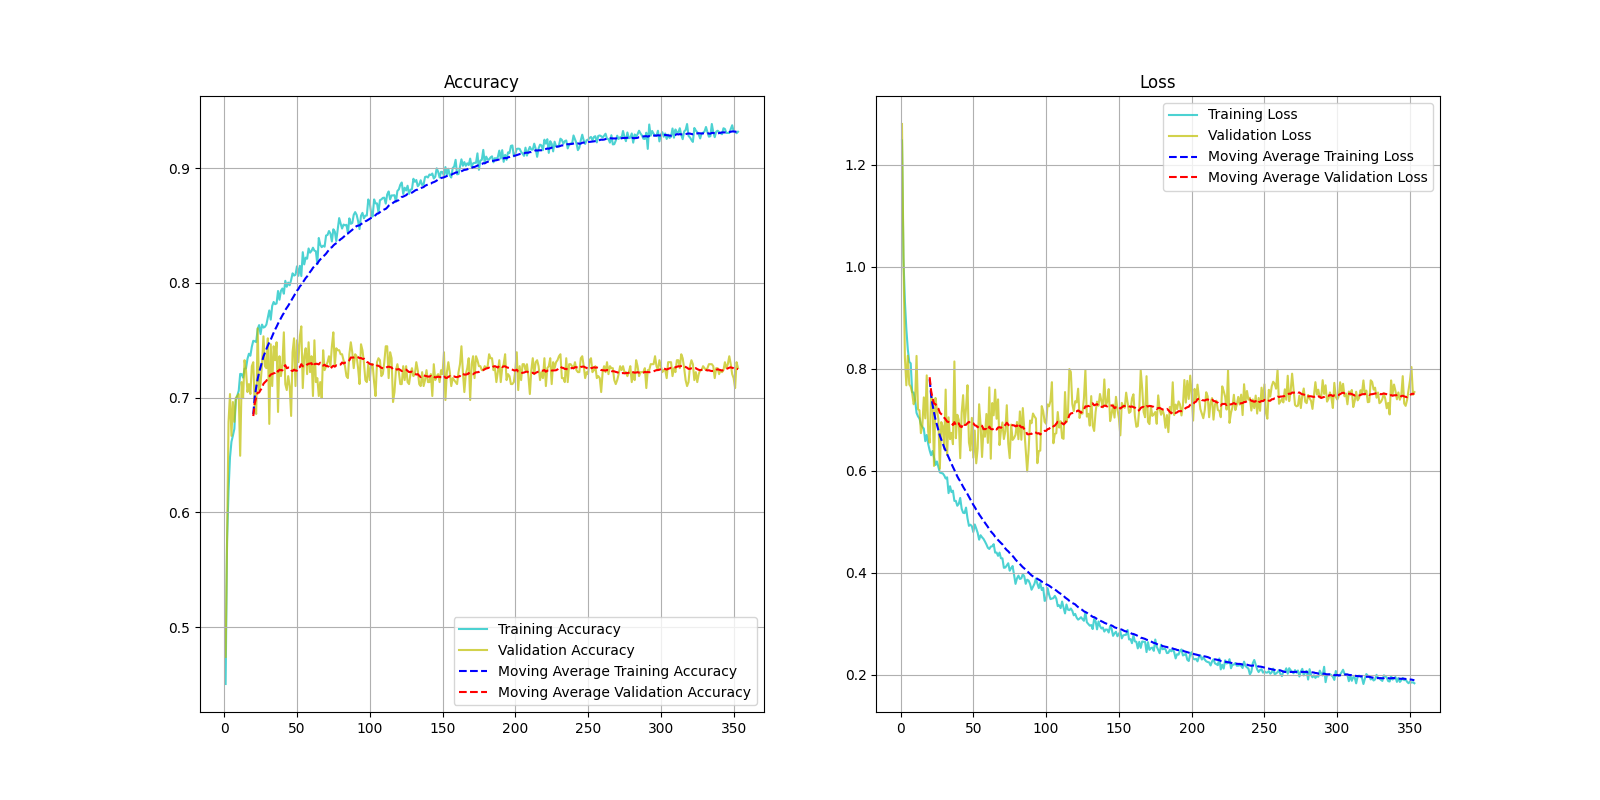 Accuracy
0.9
0.8
0.7
0.6
0.5
0 50 100 150 200 250 300 350
Training Accuracy
Validation Accuracy
Moving Average Training Accuracy
Moving Average Validation Accuracy
Loss
1.2
1.0
0.8
0.6
0.4
0.2
0 50 100 150 200 250 300 350
Training Loss
Validation Loss
Moving Average Training Loss
Moving Average Validation Loss